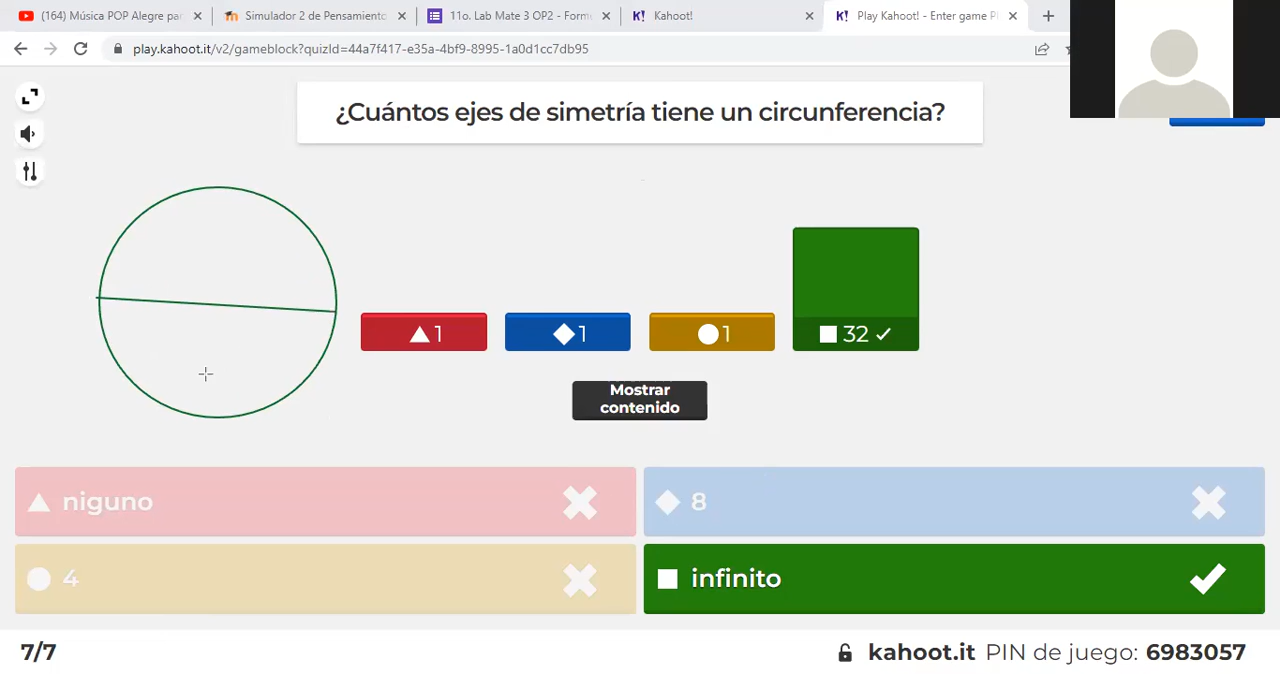 (164) Música POP Alegre par
Simulador 2 de Pensamiento
11o. Lab Mate 3 OP2 - Form
K! Kahoot!
K! Play Kahoot! - Enter game P
play.kahoot.it/v2/gameblock?quizId=44a7f417-e35a-4bf9-8995-1a0d1cc7db95
¿Cuántos ejes de simetría tiene un circunferencia?
1
1
1
32
Mostrar
contenido
niguno
8
4
infinito
7/7
kahoot.it PIN de juego: 6983057